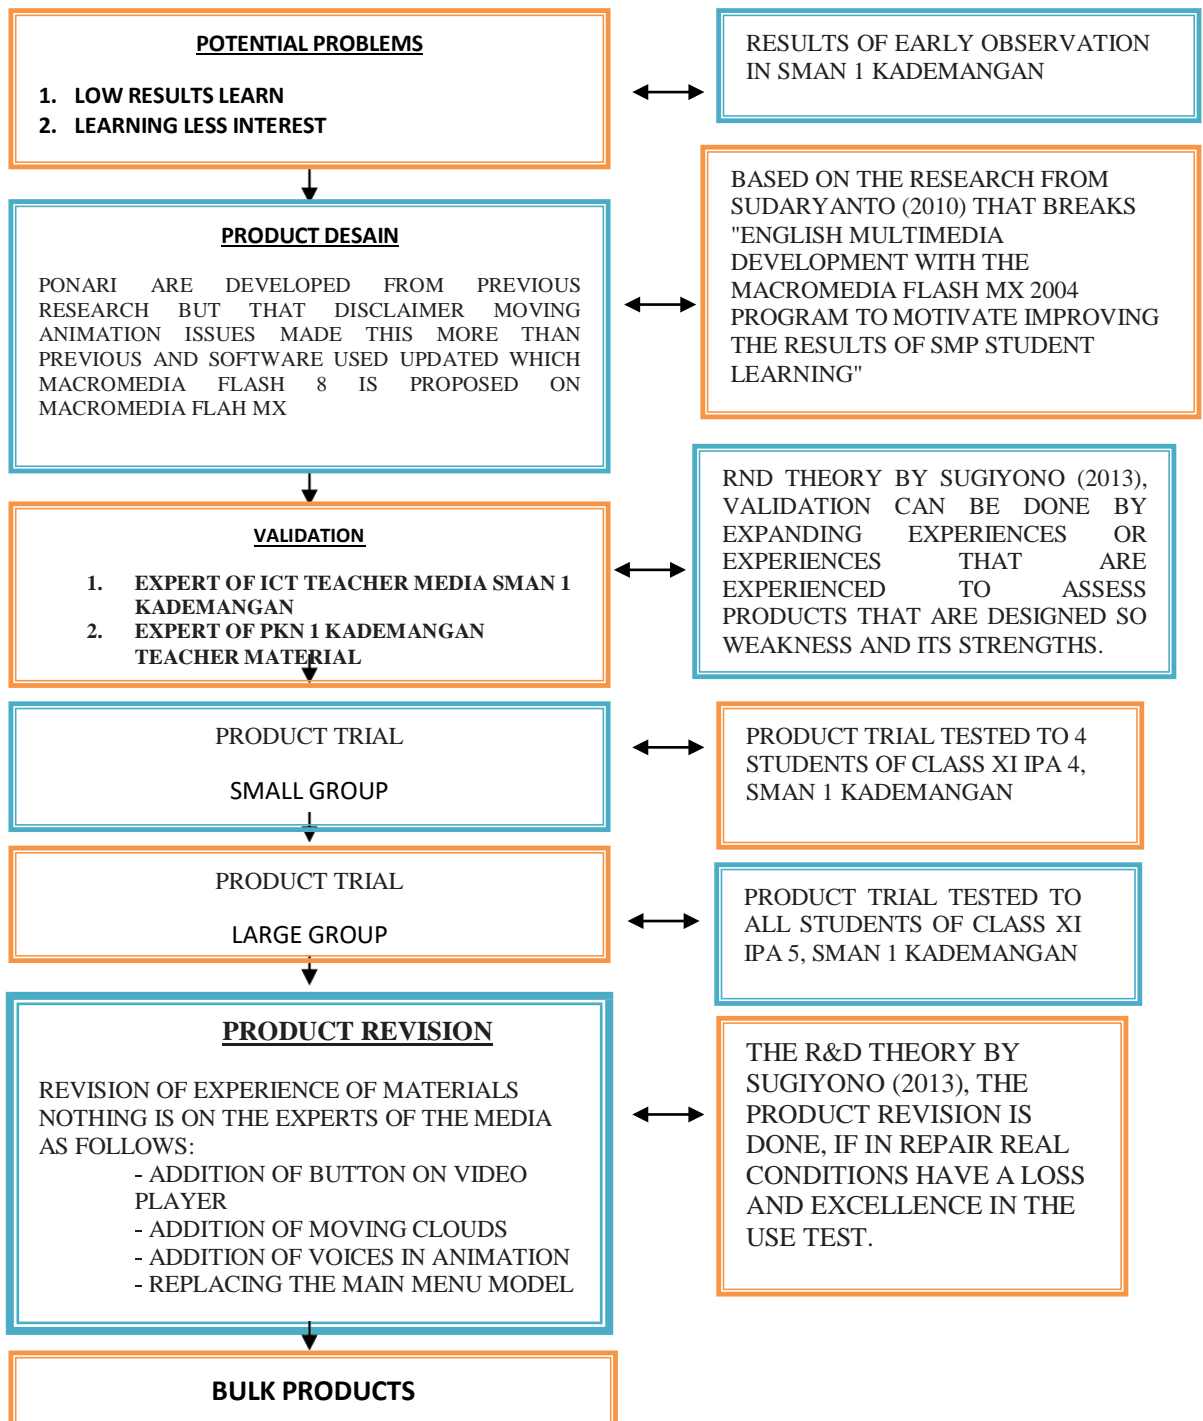 POTENTIAL PROBLEMS
1. LOW RESULTS LEARN
2. LEARNING LESS INTEREST
RESULTS OF EARLY OBSERVATION
IN SMAN 1 KADEMANGAN
PRODUCT DESAIN
PONARI ARE DEVELOPED FROM PREVIOUS
RESEARCH BUT THAT DISCLAIMER MOVING
ANIMATION ISSUES MADE THIS MORE THAN
PREVIOUS AND SOFTWARE USED UPDATED WHICH
MACROMEDIA FLASH 8 IS PROPOSED ON
MACROMEDIA FLAH MX
BASED ON THE RESEARCH FROM
SUDARYANTO (2010) THAT BREAKS
"ENGLISH MULTIMEDIA
DEVELOPMENT WITH THE
MACROMEDIA FLASH MX 2004
PROGRAM TO MOTIVATE IMPROVING
THE RESULTS OF SMP STUDENT
LEARNING"
VALIDATION
1. EXPERT OF ICT TEACHER MEDIA SMAN 1
KADEMANGAN
2. EXPERT OF PKN 1 KADEMANGAN
TEACHER MATERIAL
RND THEORY BY SUGIYONO (2013),
VALIDATION CAN BE DONE BY
EXPANDING EXPERIENCES OR
EXPERIENCES THAT ARE
EXPERIENCED TO ASSESS
PRODUCTS THAT ARE DESIGNED SO
WEAKNESS AND ITS STRENGTHS.
PRODUCT TRIAL
SMALL GROUP
PRODUCT TRIAL TESTED TO 4
STUDENTS OF CLASS XI IPA 4,
SMAN 1 KADEMANGAN
PRODUCT TRIAL
LARGE GROUP
PRODUCT TRIAL TESTED TO
ALL STUDENTS OF CLASS XI
IPA 5, SMAN 1 KADEMANGAN
PRODUCT REVISION
REVISION OF EXPERIENCE OF MATERIALS
NOTHING IS ON THE EXPERTS OF THE MEDIA
AS FOLLOWS:
- ADDITION OF BUTTON ON VIDEO
PLAYER
- ADDITION OF MOVING CLOUDS
- ADDITION OF VOICES IN ANIMATION
- REPLACING THE MAIN MENU MODEL
THE R&D THEORY BY
SUGIYONO (2013), THE
PRODUCT REVISION IS
DONE, IF IN REPAIR REAL
CONDITIONS HAVE A LOSS
AND EXCELLENCE IN THE
USE TEST.
BULK PRODUCTS